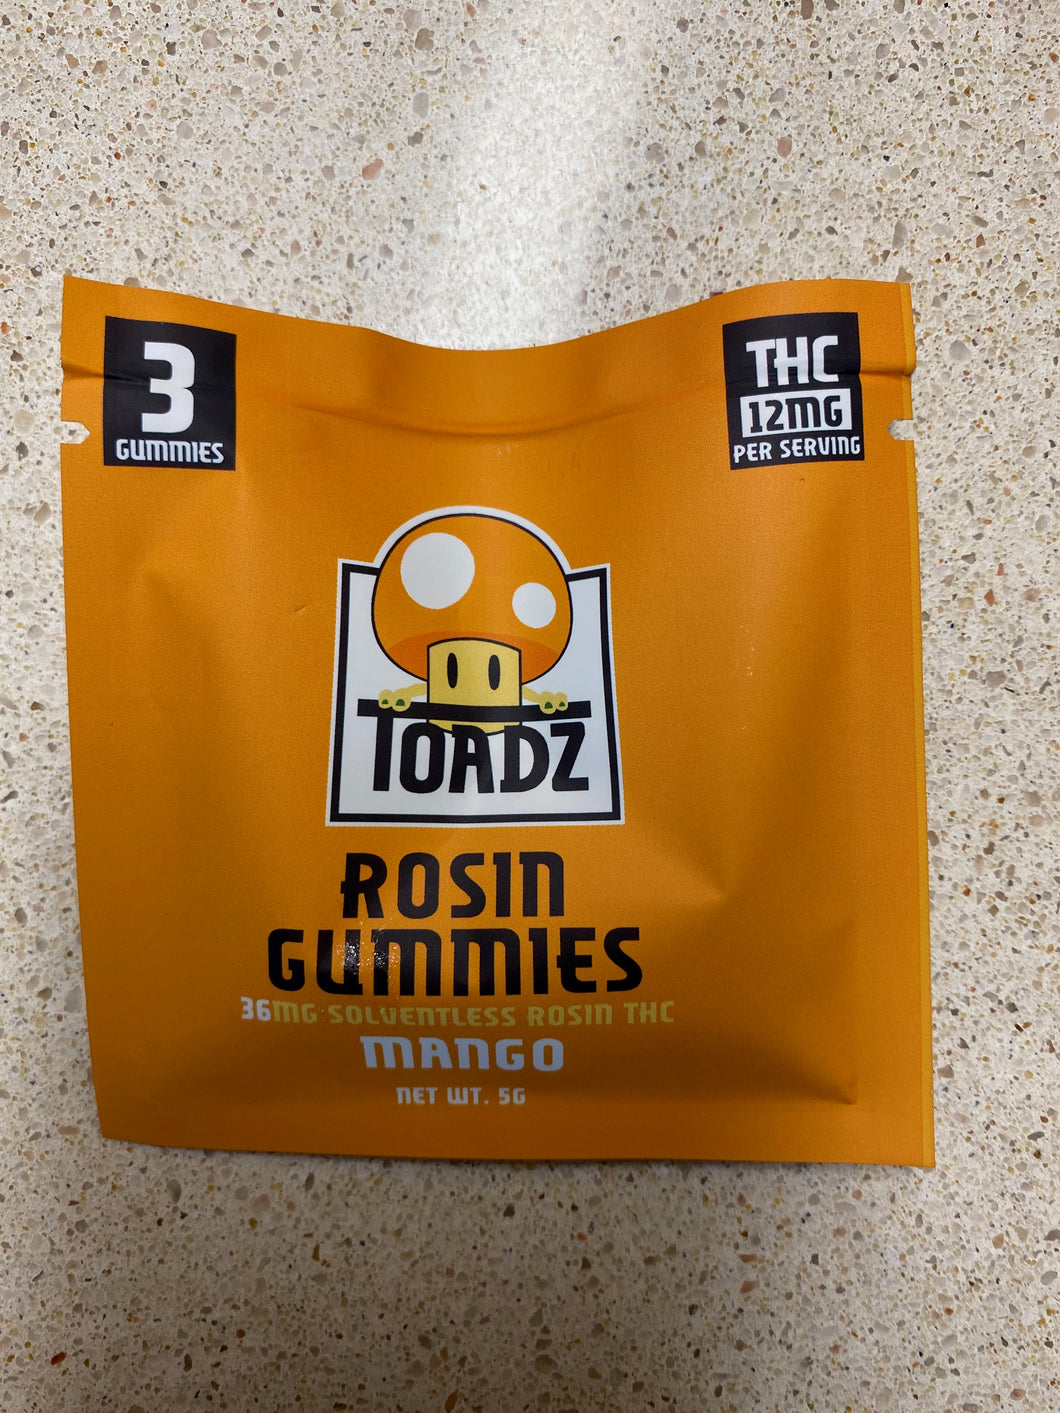 3
GUMMIES
THC
12MG
PER SERVING
TOADZ
ROSIN
GUMMIES
36MG SOLVENTLESS ROSIN THC
MANGO
NET WT. 5G